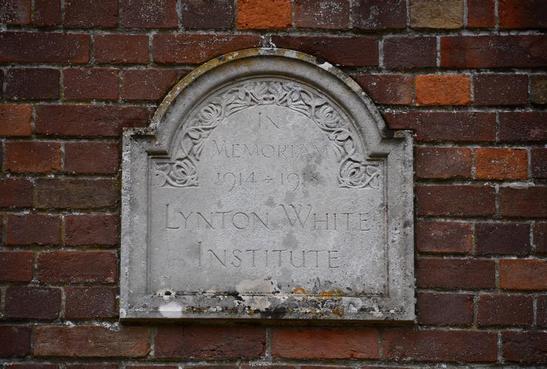 IN
MEMORIAM
1914-1918
LYNTON WHITE
INSTITUTE